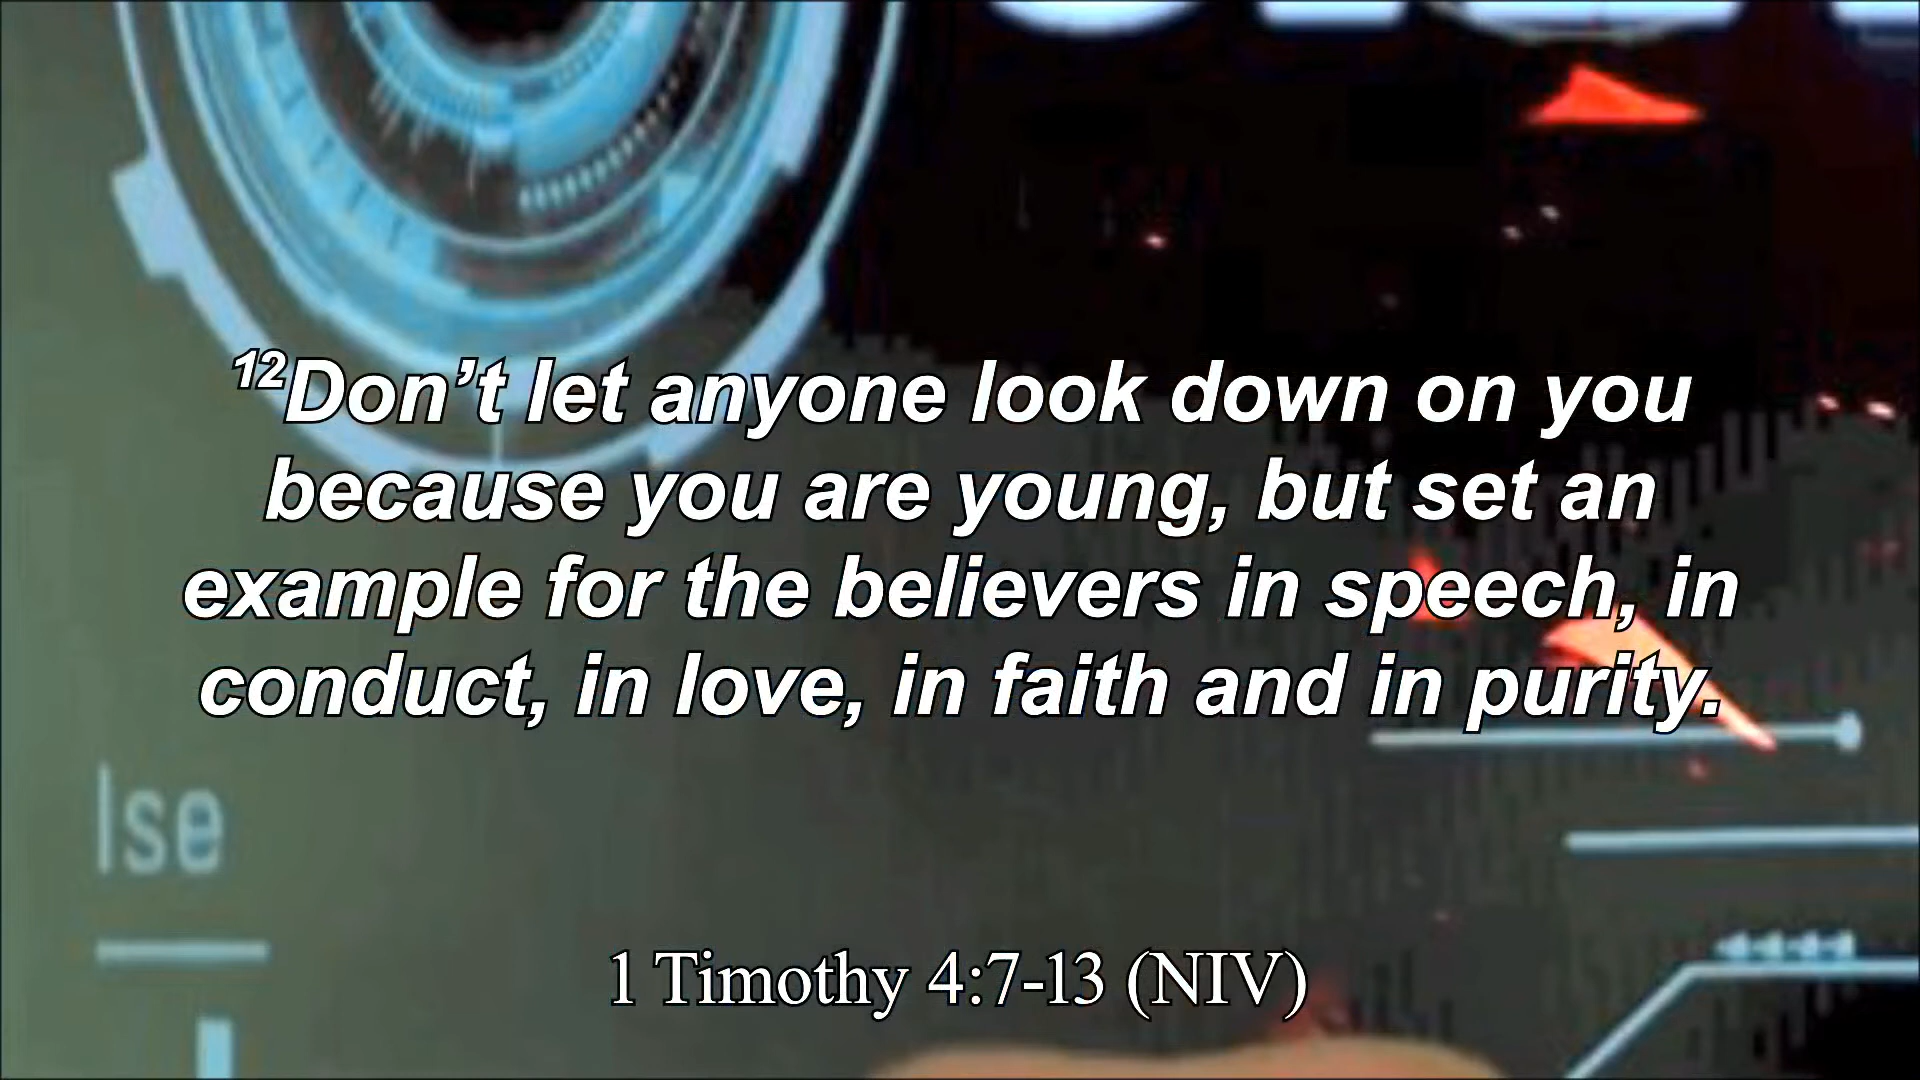 ¹²Don’t let anyone look down on you
because you are young, but set an
example for the believers in speech, in
conduct, in love, in faith and in purity.
lse
1 Timothy 4:7-13 (NIV)